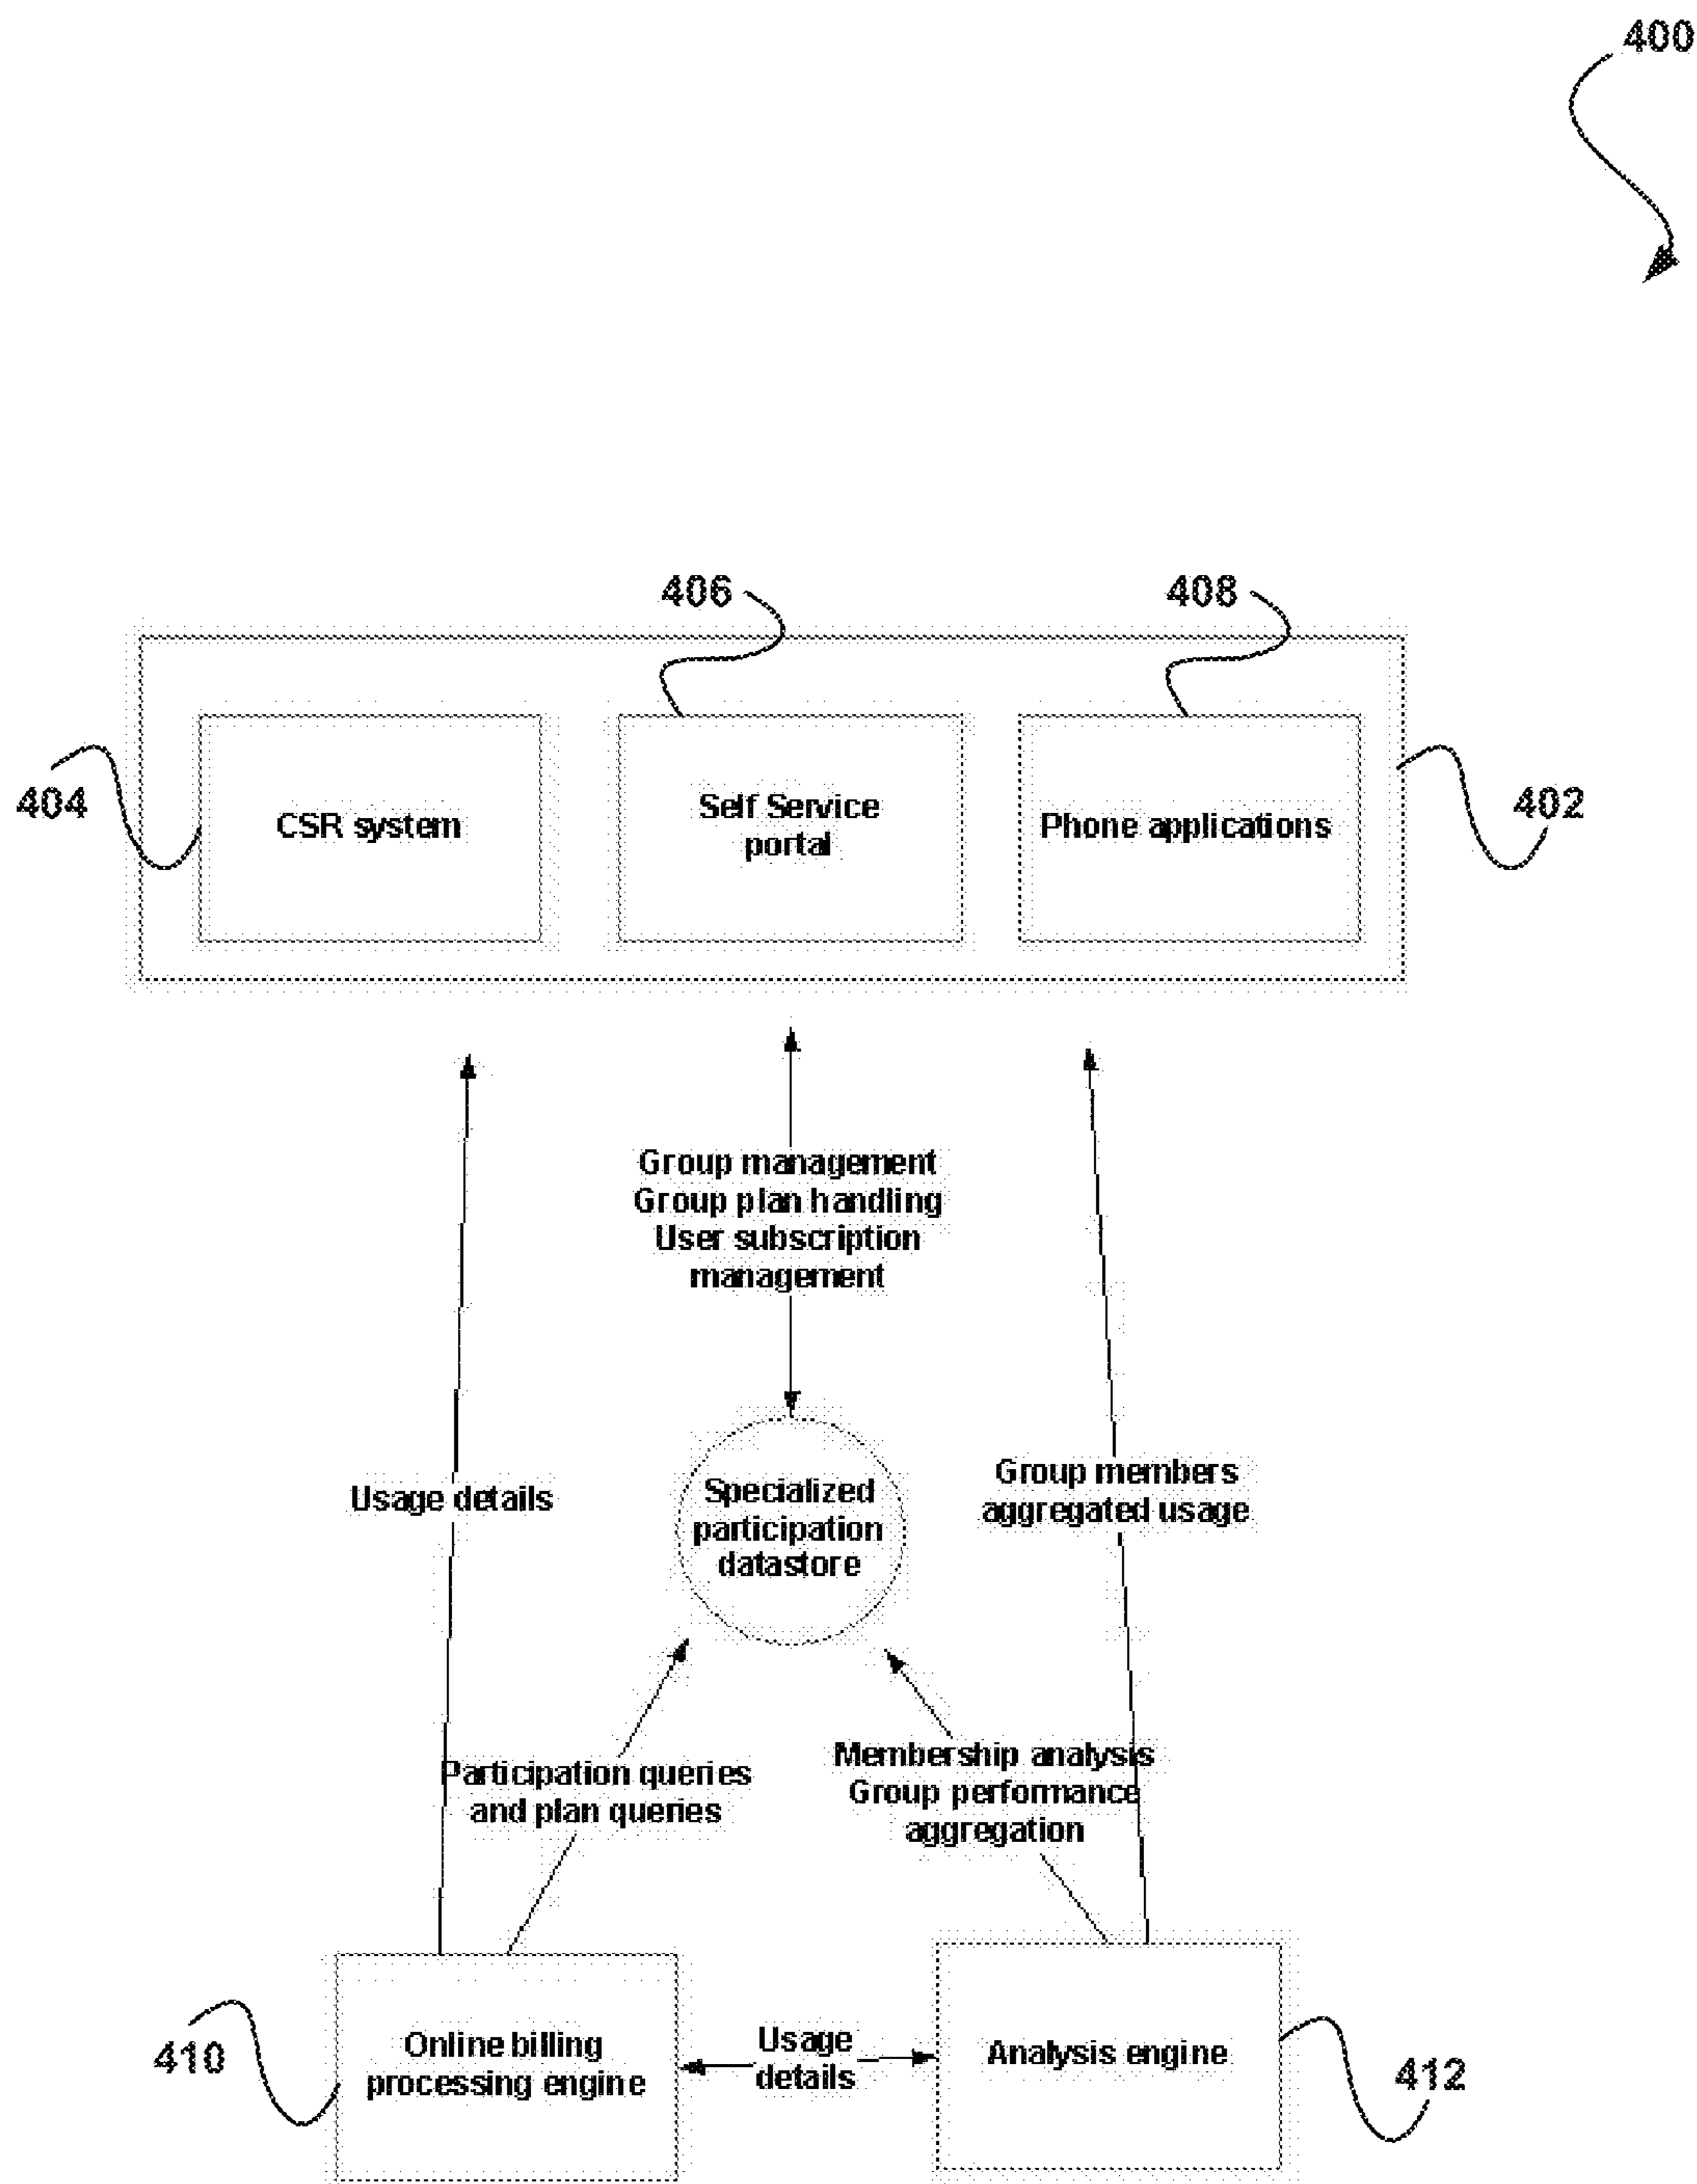 400
406
408
404
CSR system
Self Service
portal
Phone applications
402
Group management
Group plan handling
User subscription
management
Usage details
Specialized
participation
datastore
Group members
aggregated usage
Participation queries
and plan queries
Membership analysis
Group performance
aggregation
410
Online billing
processing engine
Usage
details
Analysis engine
412